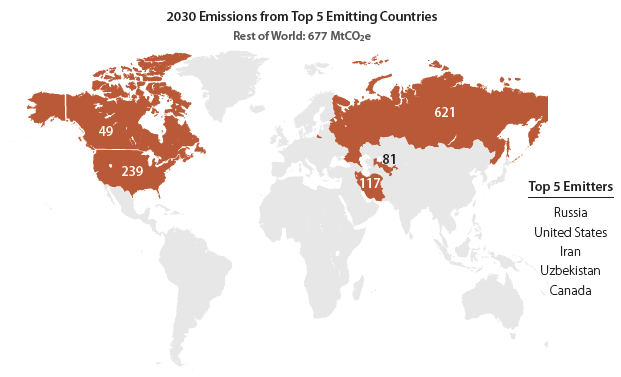 2030 Emissions from Top 5 Emitting Countries
Rest of World: 677 MtCO₂e
621
49
81
239
117
Top 5 Emitters
Russia
United States
Iran
Uzbekistan
Canada